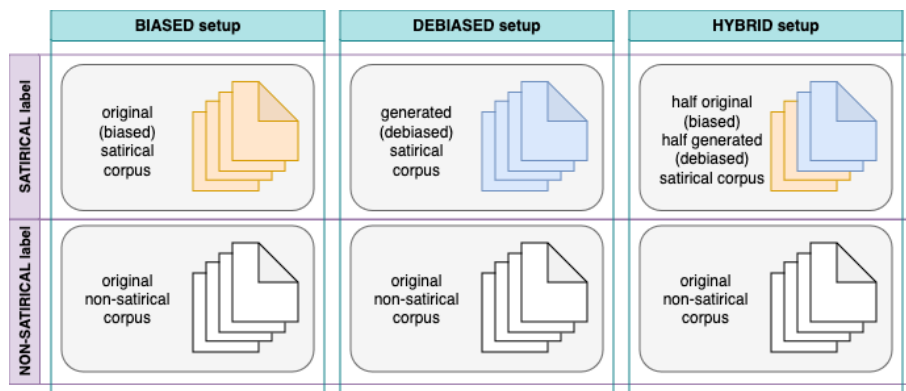 BIASED setup
DEBIASED setup
HYBRID setup
SATIRICAL label
original
(biased)
satirical
corpus
generated
(debiased)
satirical
corpus
half original
(biased)
half generated
(debiased)
satirical corpus
NON-SATIRICAL label
original
non-satirical
corpus
original
non-satirical
corpus
original
non-satirical
corpus